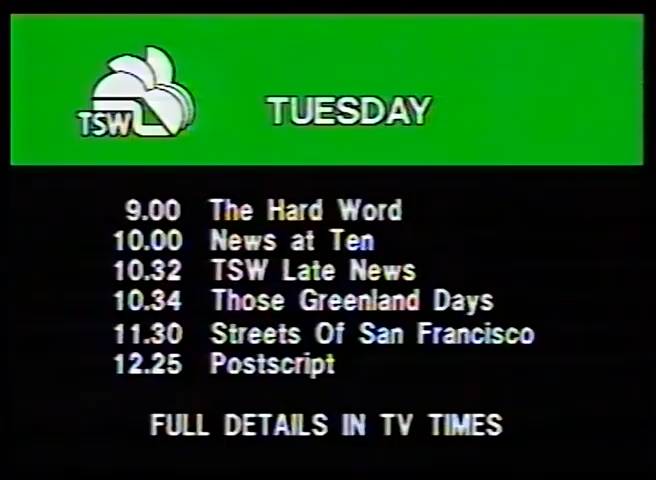 TSW
TUESDAY
9.00 The Hard Word
10.00 News at Ten
10.32 TSW Late News
10.34 Those Greenland Days
11.30 Streets Of San Francisco
12.25 Postscript
FULL DETAILS IN TV TIMES